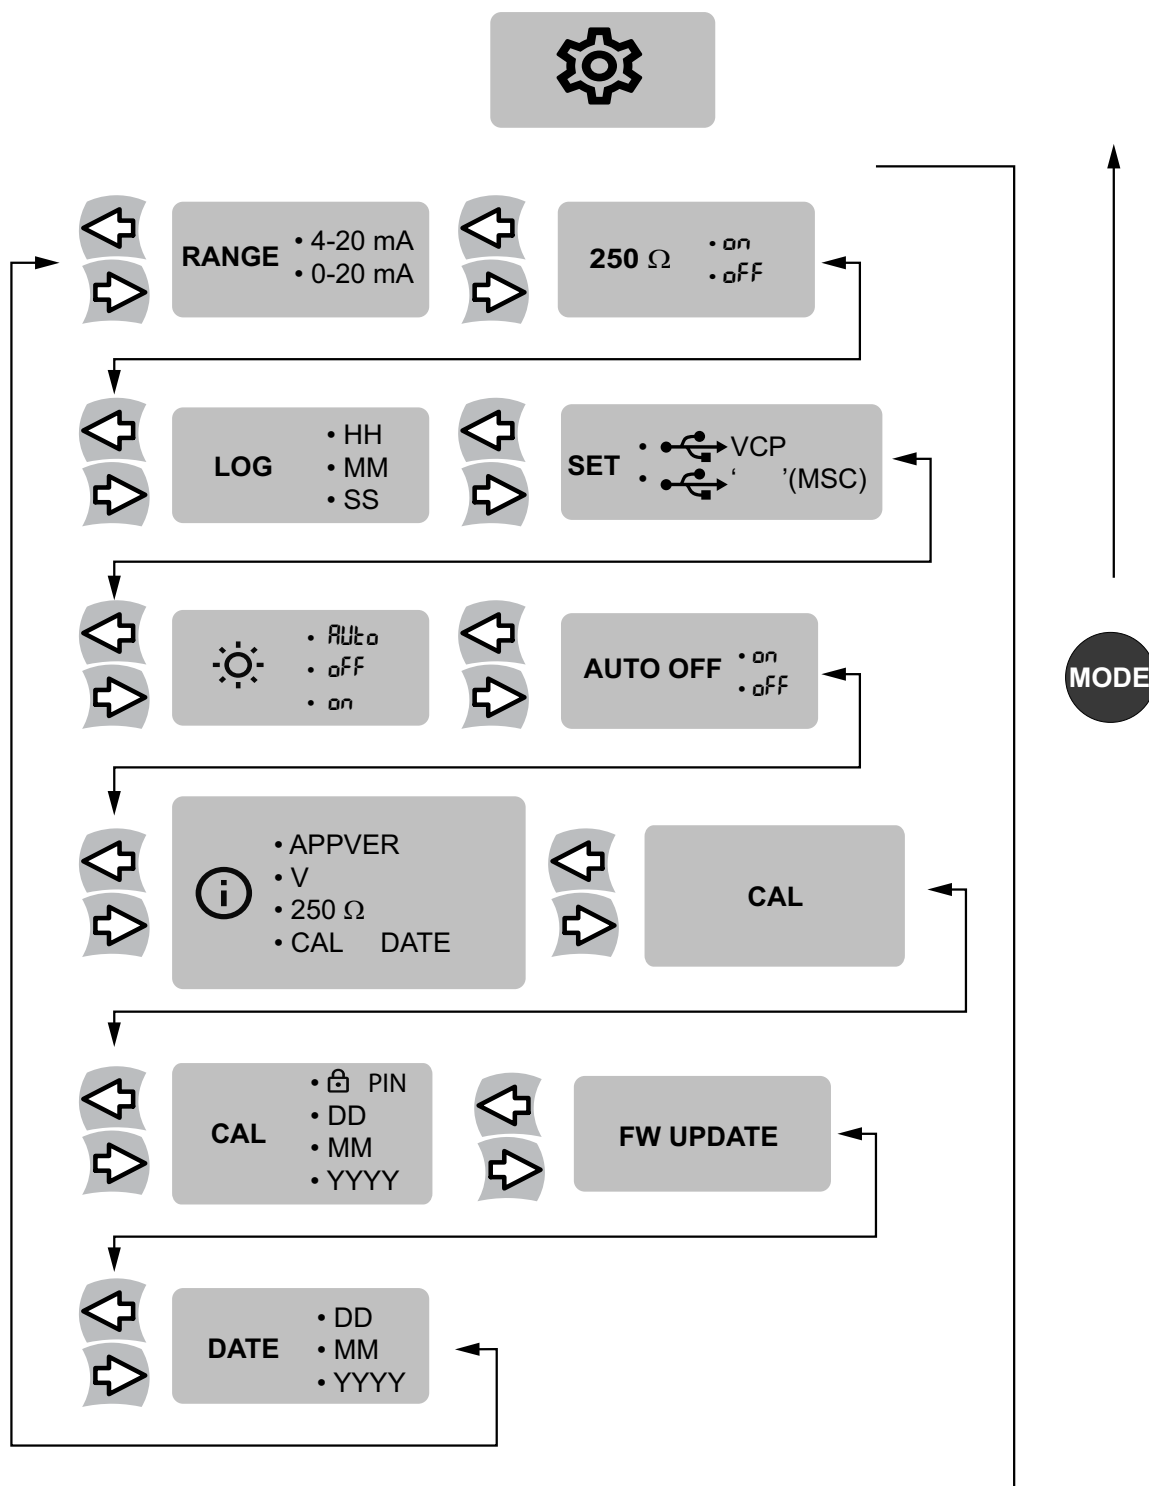 RANGE
• 4-20 mA
• 0-20 mA
250 Ω
• on
• oFF
LOG
• HH
• MM
• SS
SET
• VCP
• ‘ ’(MSC)
• AUto
• oFF
• on
AUTO OFF
• on
• oFF
MODE
• APPVER
• V
• 250 Ω
• CAL DATE
CAL
CAL
• PIN
• DD
• MM
• YYYY
FW UPDATE
DATE
• DD
• MM
• YYYY